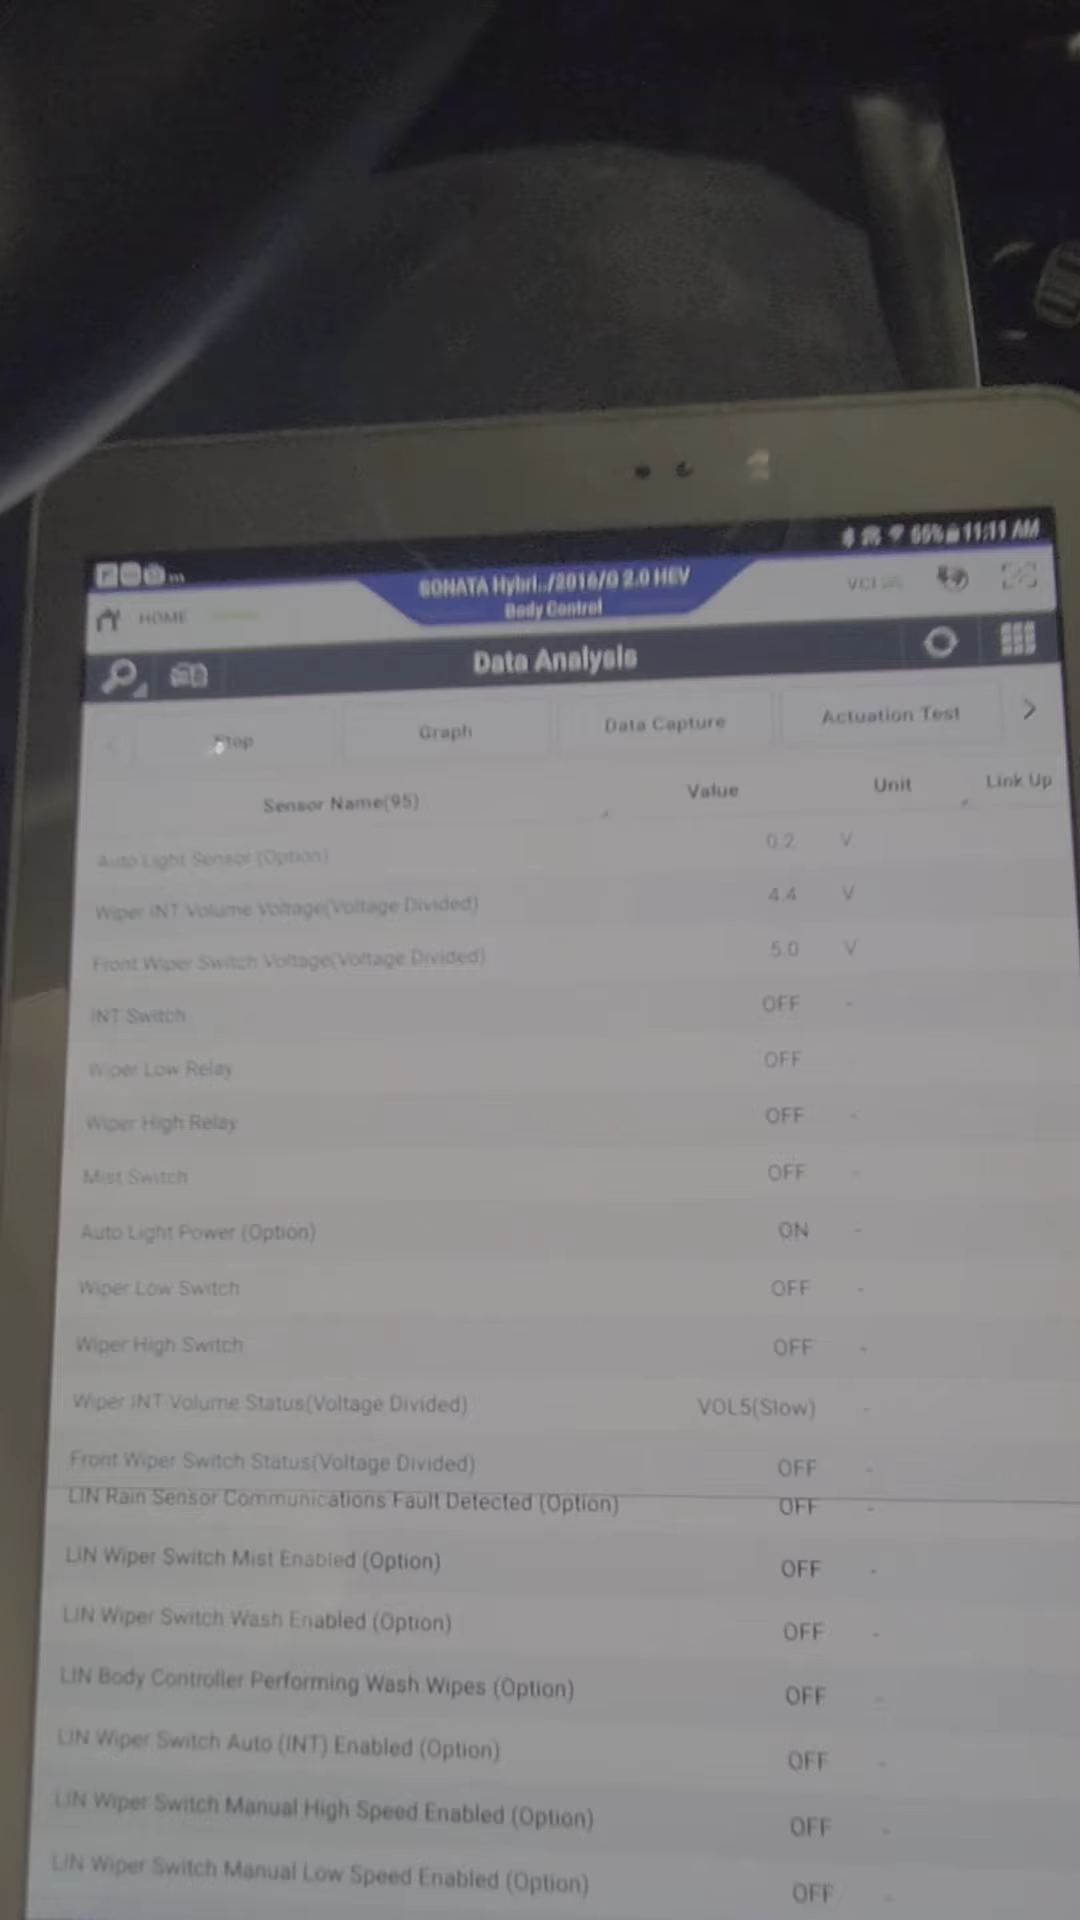 66% 11:11 AM
SONATA Hybri../2016/G 2.0 HEV
Body Control
HOME
VCI
Data Analysis
Stop Graph Data Capture Actuation Test >
Sensor Name(95) Value Unit Link Up
Auto Light Sensor (Option) 0.2 V
Wiper INT Volume Voltage(Voltage Divided) 4.4 V
Front Wiper Switch Voltage(Voltage Divided) 5.0 V
INT Switch OFF -
Wiper Low Relay OFF
Wiper High Relay OFF -
Mist Switch OFF -
Auto Light Power (Option) ON -
Wiper Low Switch OFF -
Wiper High Switch OFF -
Wiper INT Volume Status(Voltage Divided) VOL5(Slow) -
Front Wiper Switch Status(Voltage Divided) OFF -
LIN Rain Sensor Communications Fault Detected (Option) OFF -
LIN Wiper Switch Mist Enabled (Option) OFF -
LIN Wiper Switch Wash Enabled (Option) OFF -
LIN Body Controller Performing Wash Wipes (Option) OFF -
LIN Wiper Switch Auto (INT) Enabled (Option) OFF -
LIN Wiper Switch Manual High Speed Enabled (Option) OFF -
LIN Wiper Switch Manual Low Speed Enabled (Option) OFF -